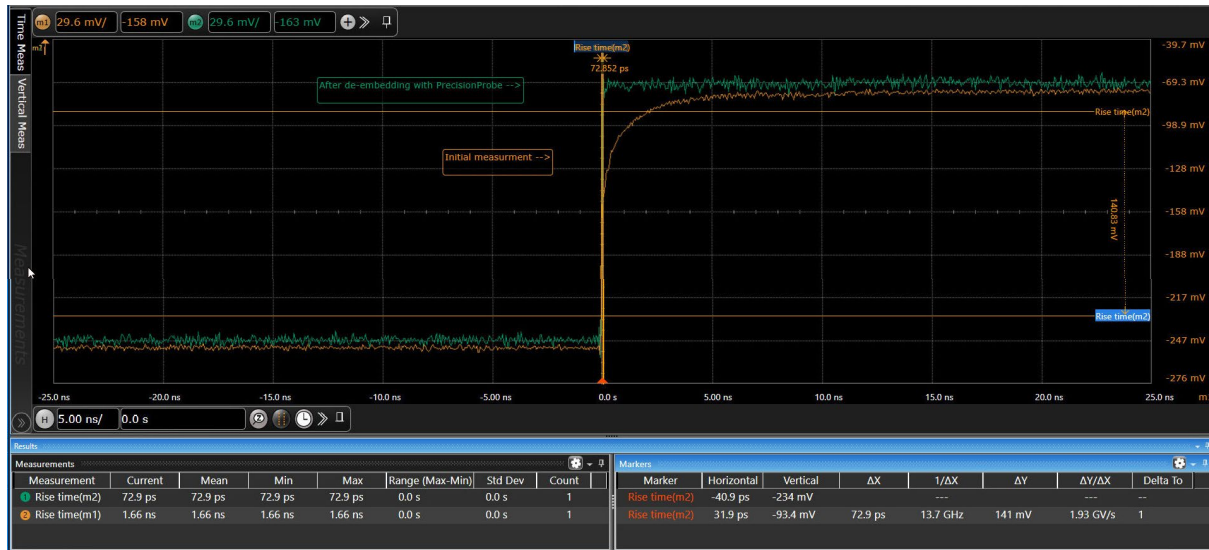 Time Meas
Vertical Meas
Measurements
m1 29.6 mV/ -158 mV m2 29.6 mV/ -163 mV
m2
Rise time(m2)
72.852 ps
After de-embedding with PrecisionProbe -->
Initial measurment -->
Rise time(m2)
140.83 mV
Rise time(m2)
-39.7 mV
-69.3 mV
-98.9 mV
-128 mV
-158 mV
-188 mV
-217 mV
-247 mV
-276 mV
-25.0 ns -20.0 ns -15.0 ns -10.0 ns -5.00 ns 0.0 s 5.00 ns 10.0 ns 15.0 ns 20.0 ns 25.0 ns m
H 5.00 ns/ 0.0 s
Results
Measurements
Measurement Current Mean Min Max Range (Max-Min) Std Dev Count
1 Rise time(m2) 72.9 ps 72.9 ps 72.9 ps 72.9 ps 0.0 s 0.0 s 1
2 Rise time(m1) 1.66 ns 1.66 ns 1.66 ns 1.66 ns 0.0 s 0.0 s 1
Markers
Marker Horizontal Vertical ΔX 1/ΔX ΔY ΔY/ΔX Delta To
Rise time(m2) -40.9 ps -234 mV --- --- --
Rise time(m2) 31.9 ps -93.4 mV 72.9 ps 13.7 GHz 141 mV 1.93 GV/s 1